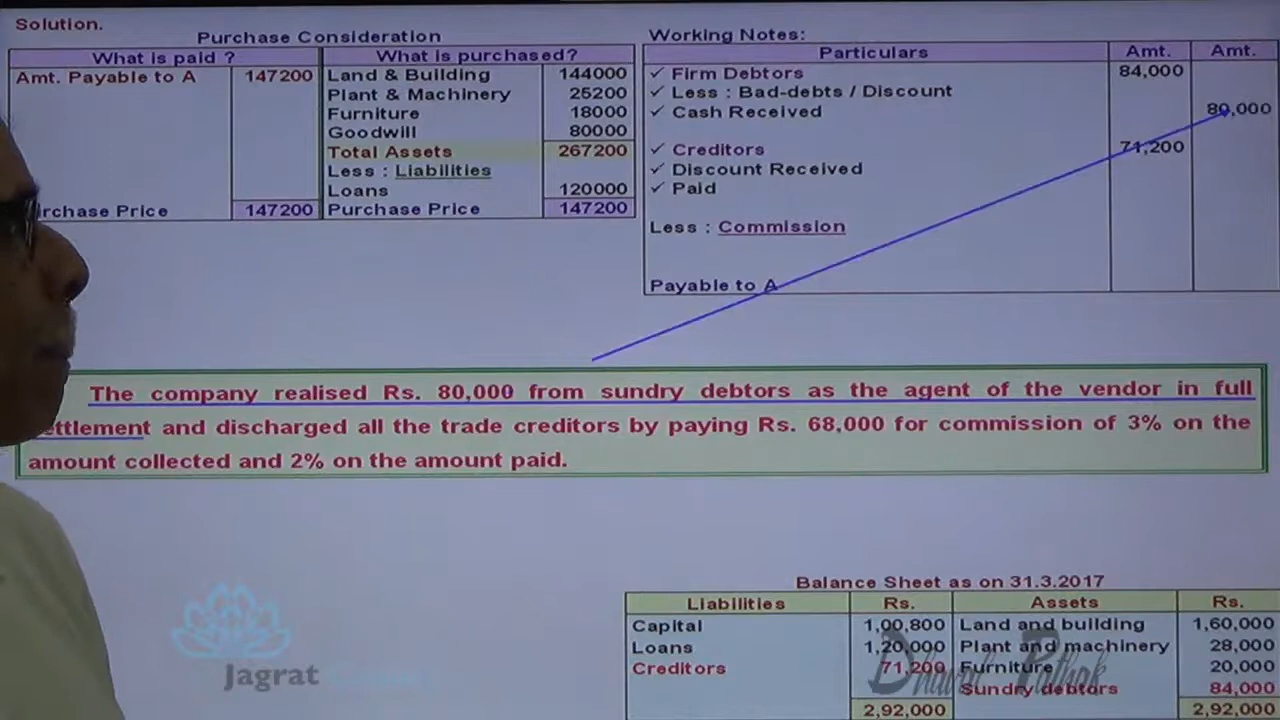 Solution.
Purchase Consideration
What is paid ? What is purchased?
Amt. Payable to A 147200 Land & Building 144000
Plant & Machinery 25200
Furniture 18000
Goodwill 80000
Total Assets 267200
Less : Liabilities
Loans 120000
Purchase Price 147200 Purchase Price 147200
Working Notes:
Particulars Amt. Amt.
✓ Firm Debtors 84,000
✓ Less : Bad-debts / Discount
✓ Cash Received 80,000
✓ Creditors 71,200
✓ Discount Received
✓ Paid
Less : Commission
Payable to A
The company realised Rs. 80,000 from sundry debtors as the agent of the vendor in full
settlement and discharged all the trade creditors by paying Rs. 68,000 for commission of 3% on the
amount collected and 2% on the amount paid.
Balance Sheet as on 31.3.2017
Liabilities Rs. Assets Rs.
Capital 1,00,800 Land and building 1,60,000
Loans 1,20,000 Plant and machinery 28,000
Creditors 71,200 Furniture 20,000
Sundry debtors 84,000
2,92,000 2,92,000
Jagrat
Dhaval Pathak